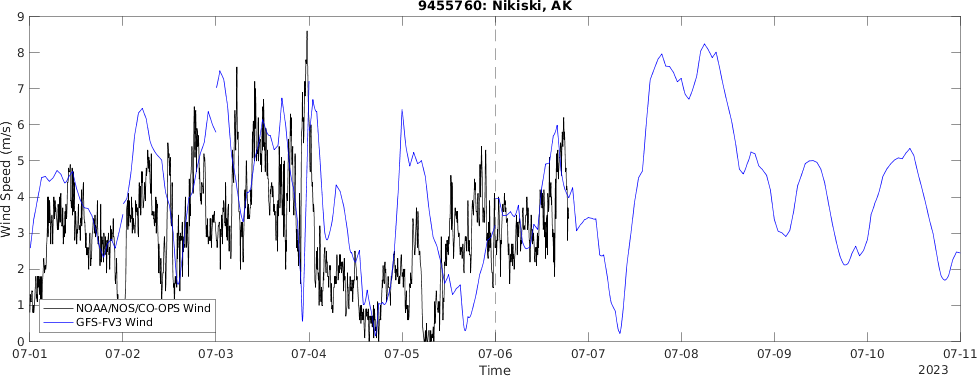 9455760: Nikiski, AK
Wind Speed (m/s)
9
8
7
6
5
4
3
2
1
0
NOAA/NOS/CO-OPS Wind
GFS-FV3 Wind
07-01 07-02 07-03 07-04 07-05 07-06 07-07 07-08 07-09 07-10 07-11
Time
2023